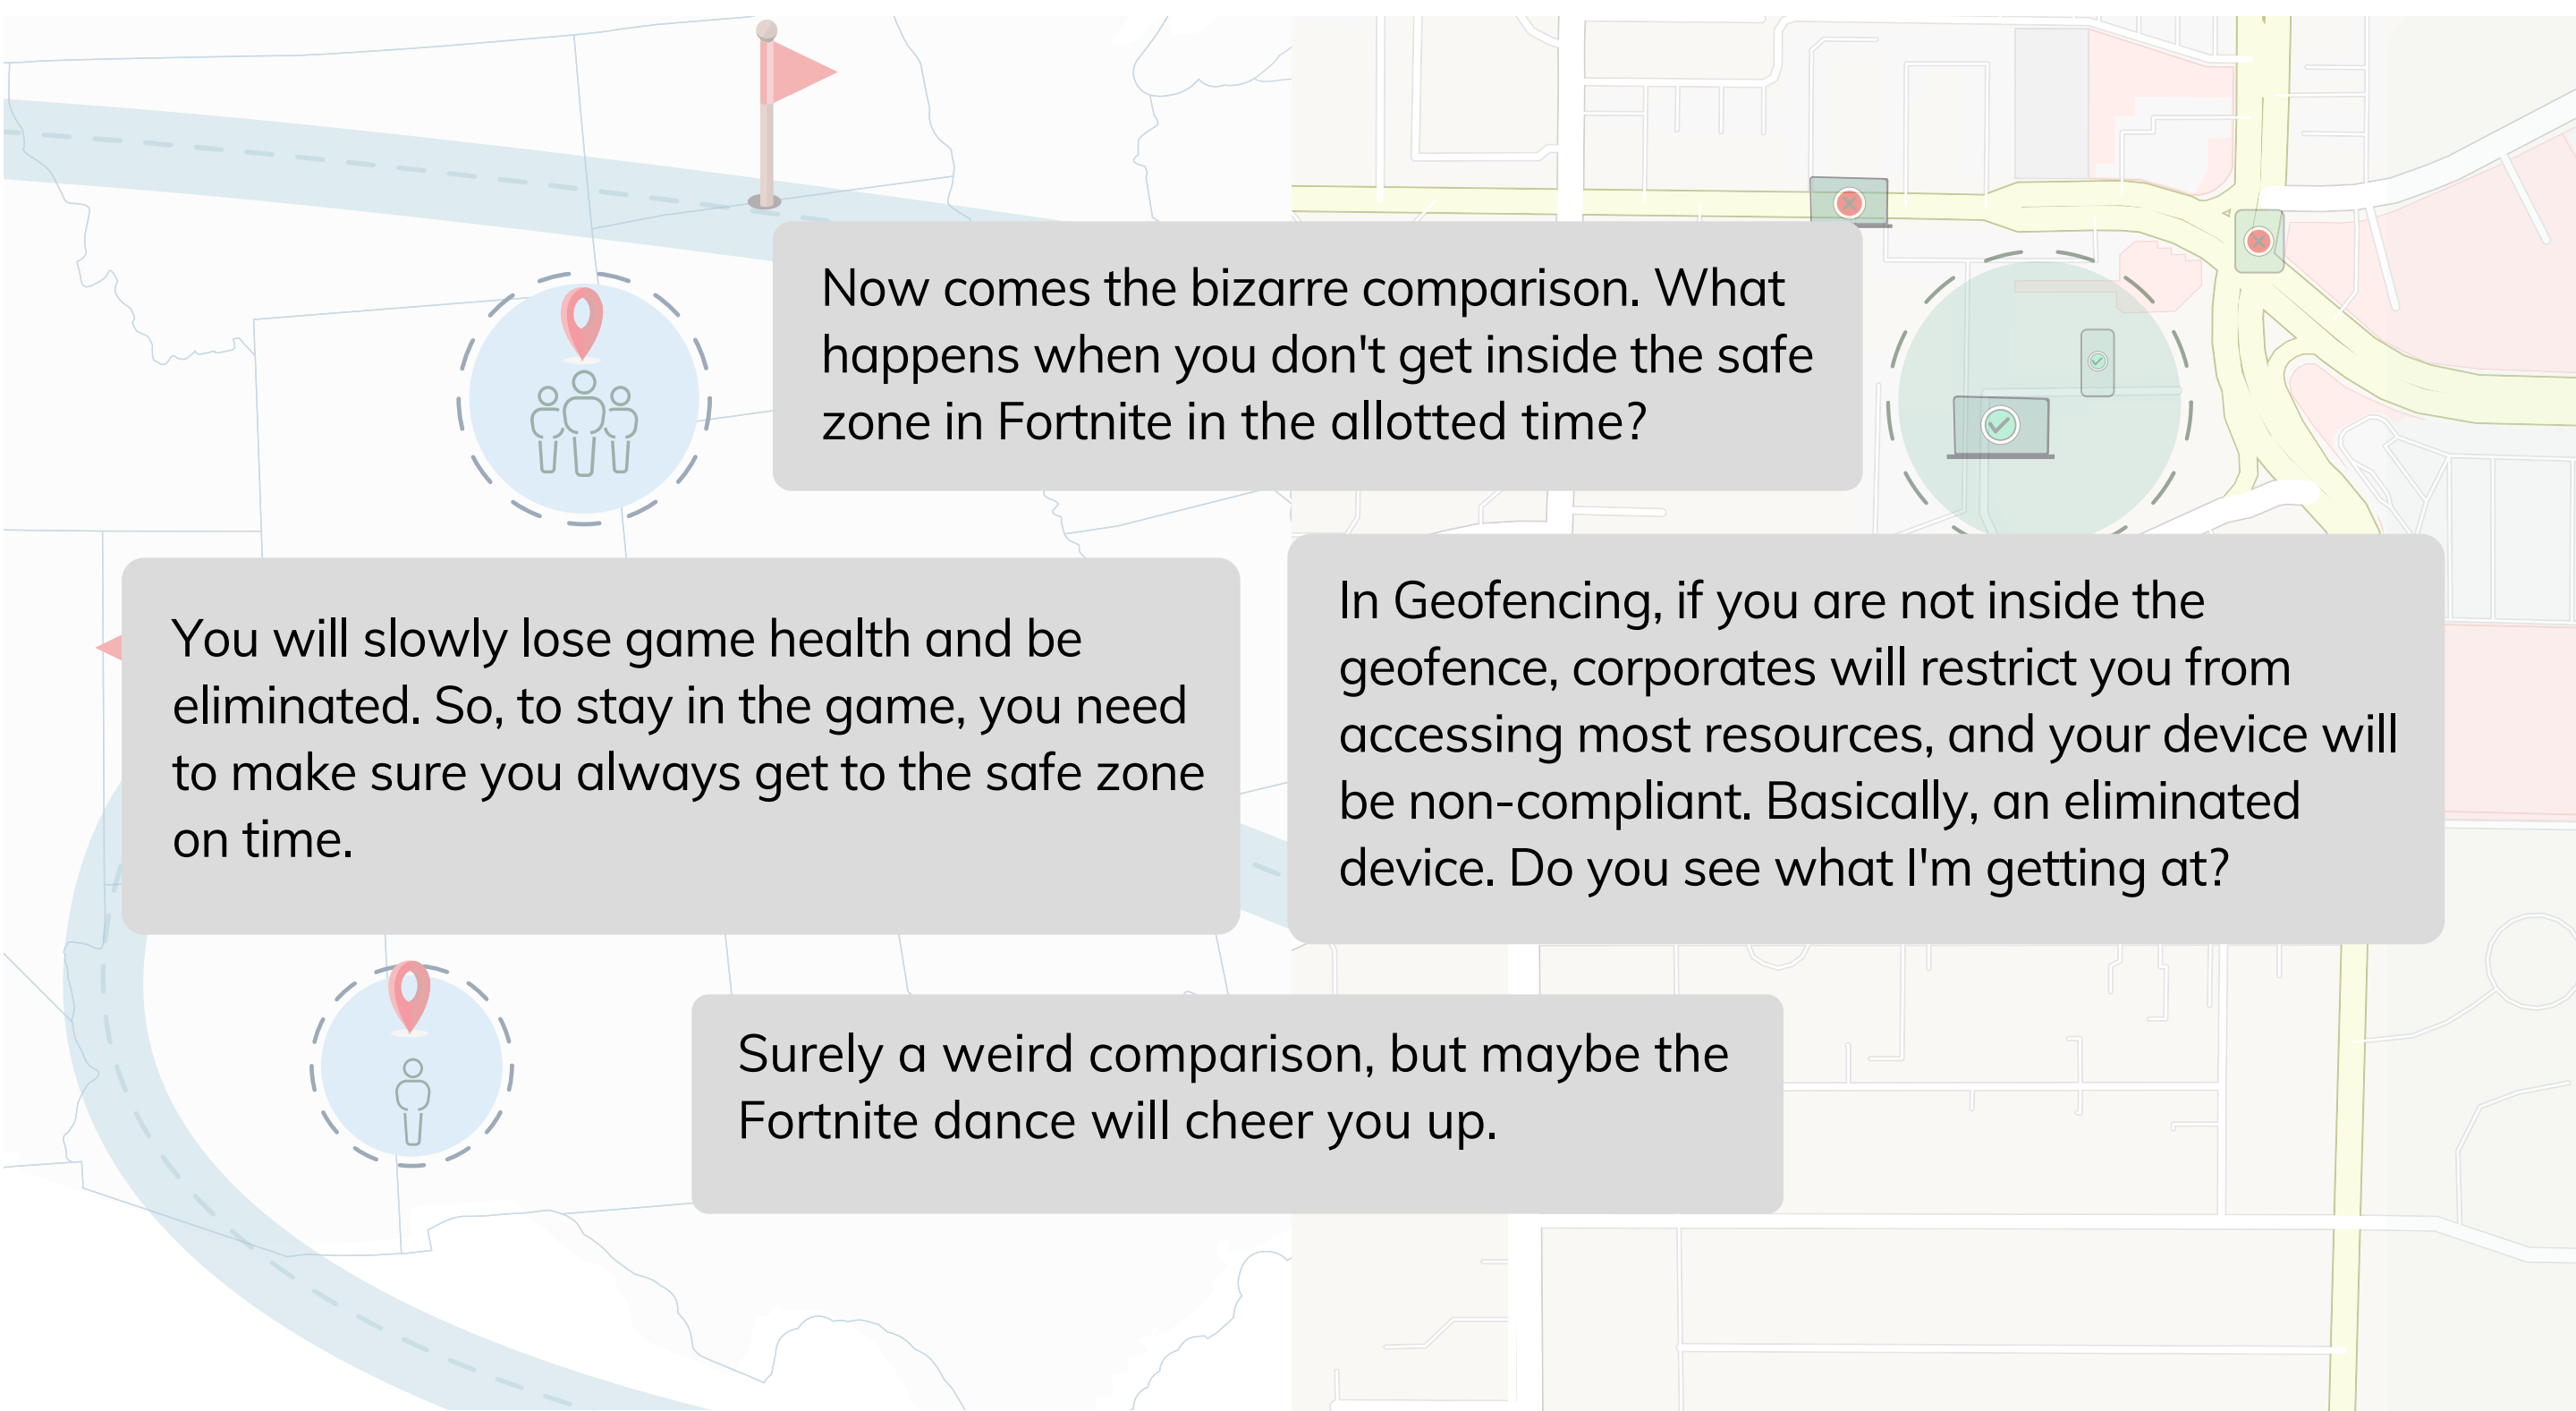 Now comes the bizarre comparison. What
happens when you don't get inside the safe
zone in Fortnite in the allotted time?
You will slowly lose game health and be
eliminated. So, to stay in the game, you need
to make sure you always get to the safe zone
on time.
In Geofencing, if you are not inside the
geofence, corporates will restrict you from
accessing most resources, and your device will
be non-compliant. Basically, an eliminated
device. Do you see what I'm getting at?
Surely a weird comparison, but maybe the
Fortnite dance will cheer you up.